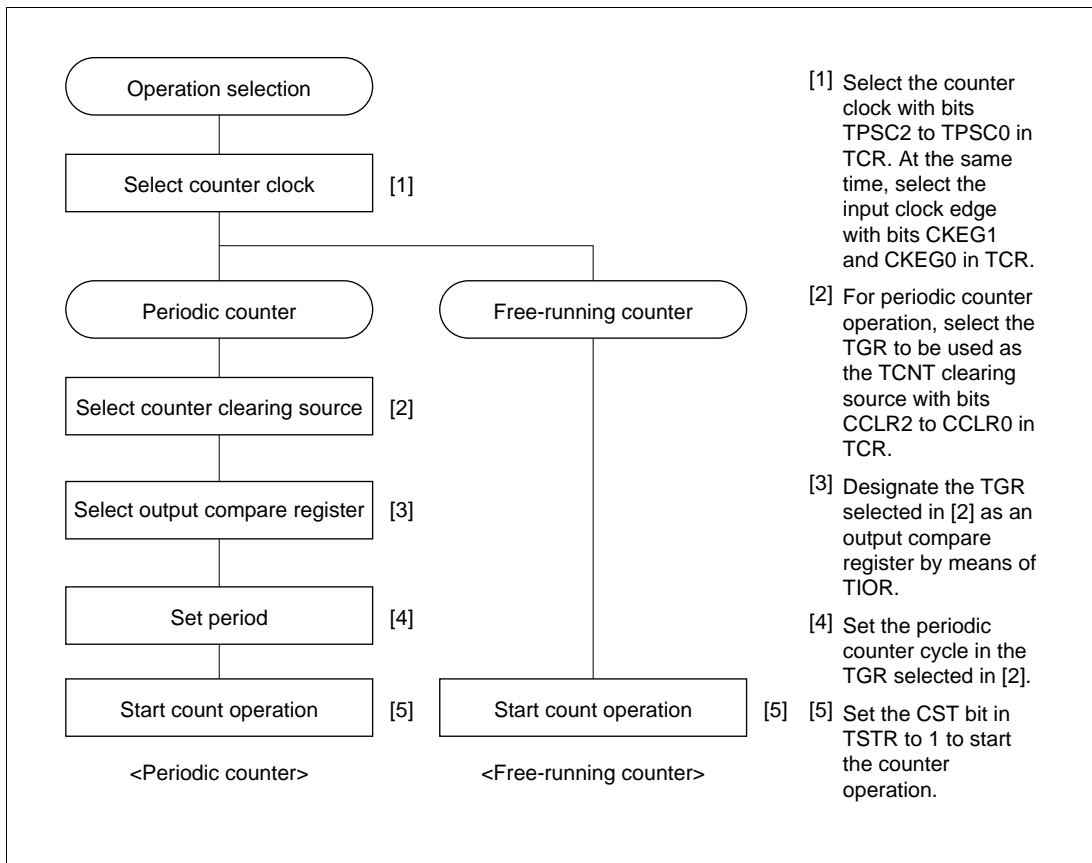 Operation selection
Select counter clock [1]
Periodic counter
Free-running counter
Select counter clearing source [2]
Select output compare register [3]
Set period [4]
Start count operation [5]
Start count operation [5]
<Periodic counter>
<Free-running counter>
[1] Select the counter
clock with bits
TPSC2 to TPSC0 in
TCR. At the same
time, select the
input clock edge
with bits CKEG1
and CKEG0 in TCR.
[2] For periodic counter
operation, select the
TGR to be used as
the TCNT clearing
source with bits
CCLR2 to CCLR0 in
TCR.
[3] Designate the TGR
selected in [2] as an
output compare
register by means of
TIOR.
[4] Set the periodic
counter cycle in the
TGR selected in [2].
[5] Set the CST bit in
TSTR to 1 to start
the counter
operation.